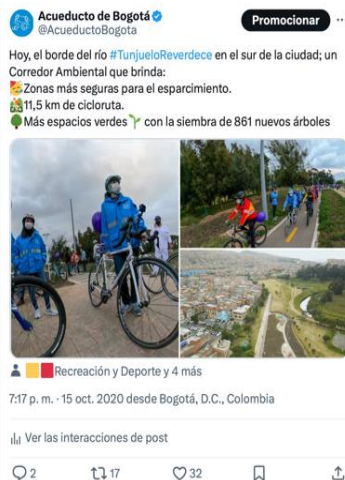 Acueducto de Bogotá
@AcueductoBogota
Promocionar
Hoy, el borde del río #TunjueloReverdece en el sur de la ciudad; un
Corredor Ambiental que brinda:
Zonas más seguras para el esparcimiento.
11,5 km de cicloruta.
Más espacios verdes con la siembra de 861 nuevos árboles
Recreación y Deporte y 4 más
7:17 p. m. · 15 oct. 2020 desde Bogotá, D.C., Colombia
Ver las interacciones de post
2 17 32